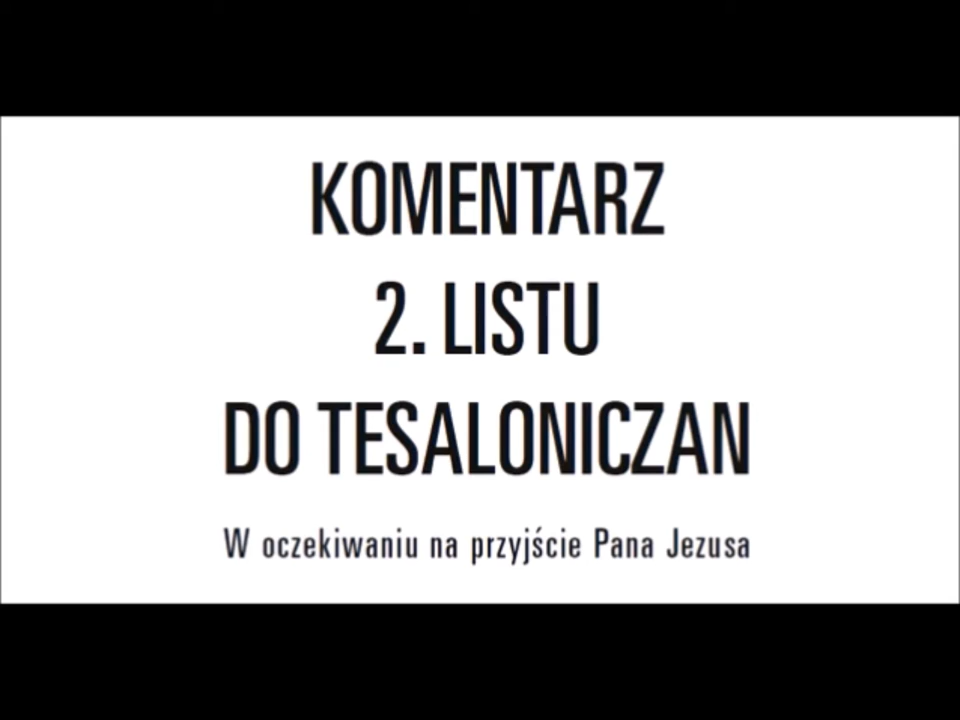 KOMENTARZ
2. LISTU
DO TESALONICZAN
W oczekiwaniu na przyjście Pana Jezusa